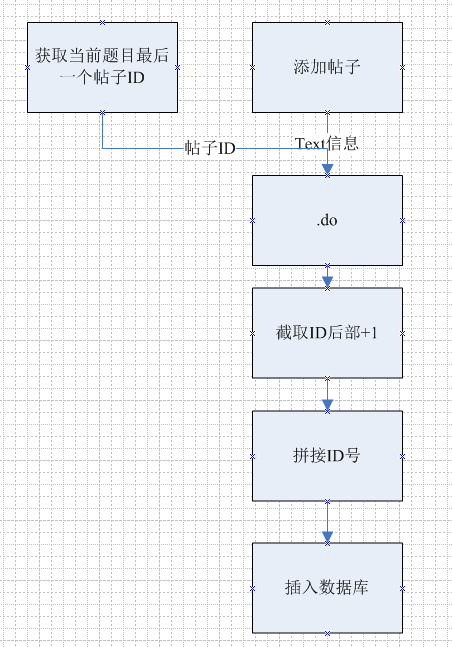 获取当前题目最后
一个帖子ID
添加帖子
帖子ID
Text信息
.do
截取ID后部+1
拼接ID号
插入数据库